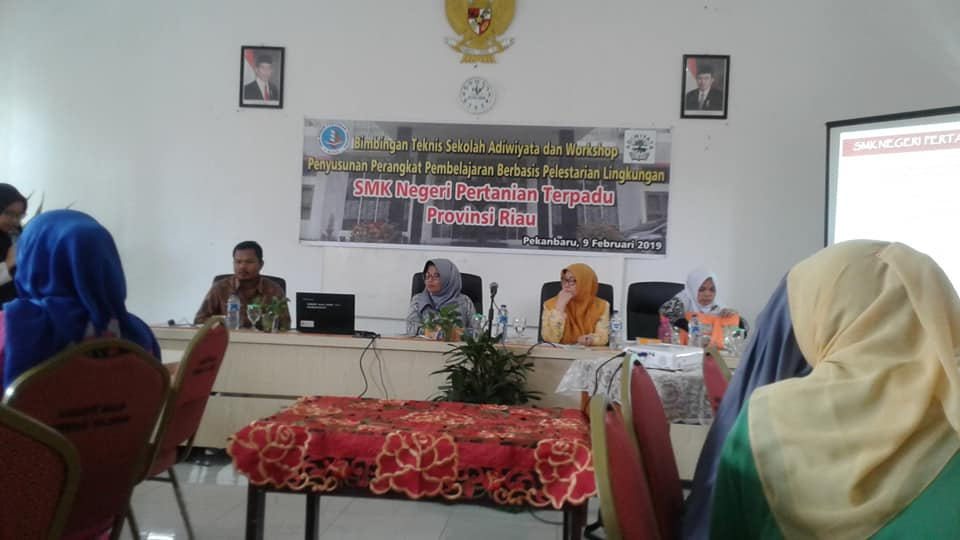 Bimbingan Teknis Sekolah Adiwiyata dan Workshop
Penyusunan Perangkat Pembelajaran Berbasis Pelestarian Lingkungan
SMK Negeri Pertanian Terpadu
Provinsi Riau
Pekanbaru, 9 Februari 2019
SMK NEGERI PERTA